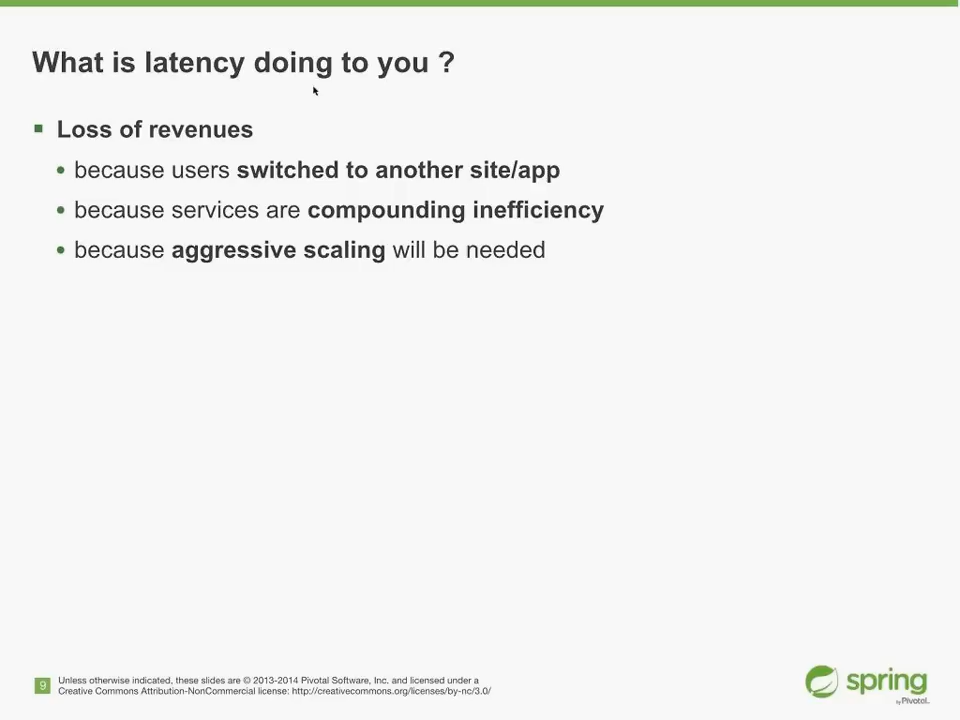 What is latency doing to you ?
Loss of revenues
because users switched to another site/app
because services are compounding inefficiency
because aggressive scaling will be needed
9
Unless otherwise indicated, these slides are © 2013-2014 Pivotal Software, Inc. and licensed under a
Creative Commons Attribution-NonCommercial license: http://creativecommons.org/licenses/by-nc/3.0/
spring
by Pivotal.